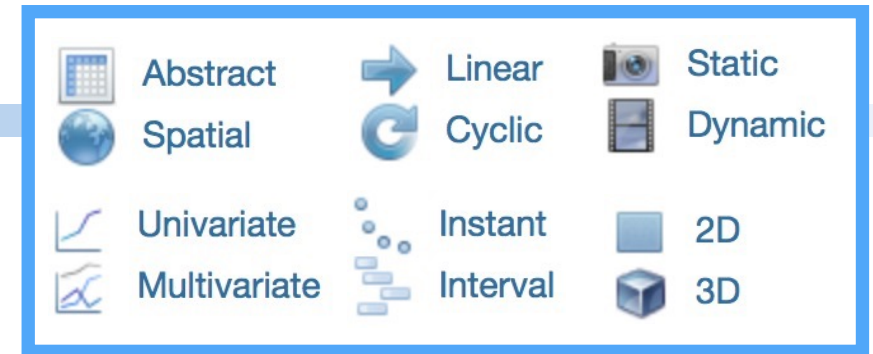 Abstract Linear Static
Spatial Cyclic Dynamic
Univariate Instant 2D
Multivariate Interval 3D